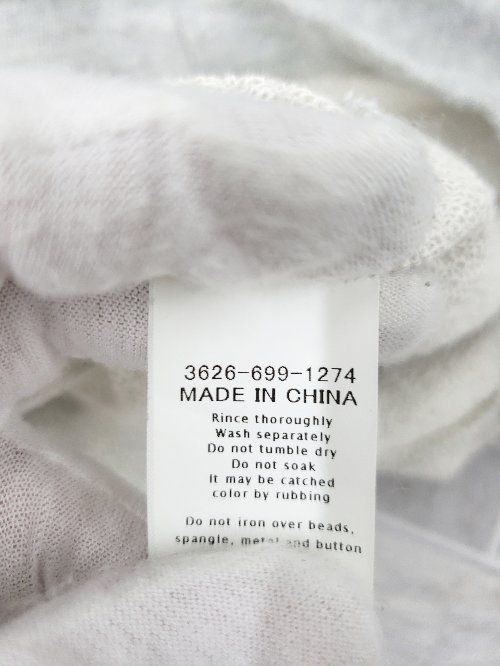 3626-699-1274
MADE IN CHINA
Rince thoroughly
Wash separately
Do not tumble dry
Do not soak
It may be catched
color by rubbing
Do not iron over beads,
spangle, metal and button